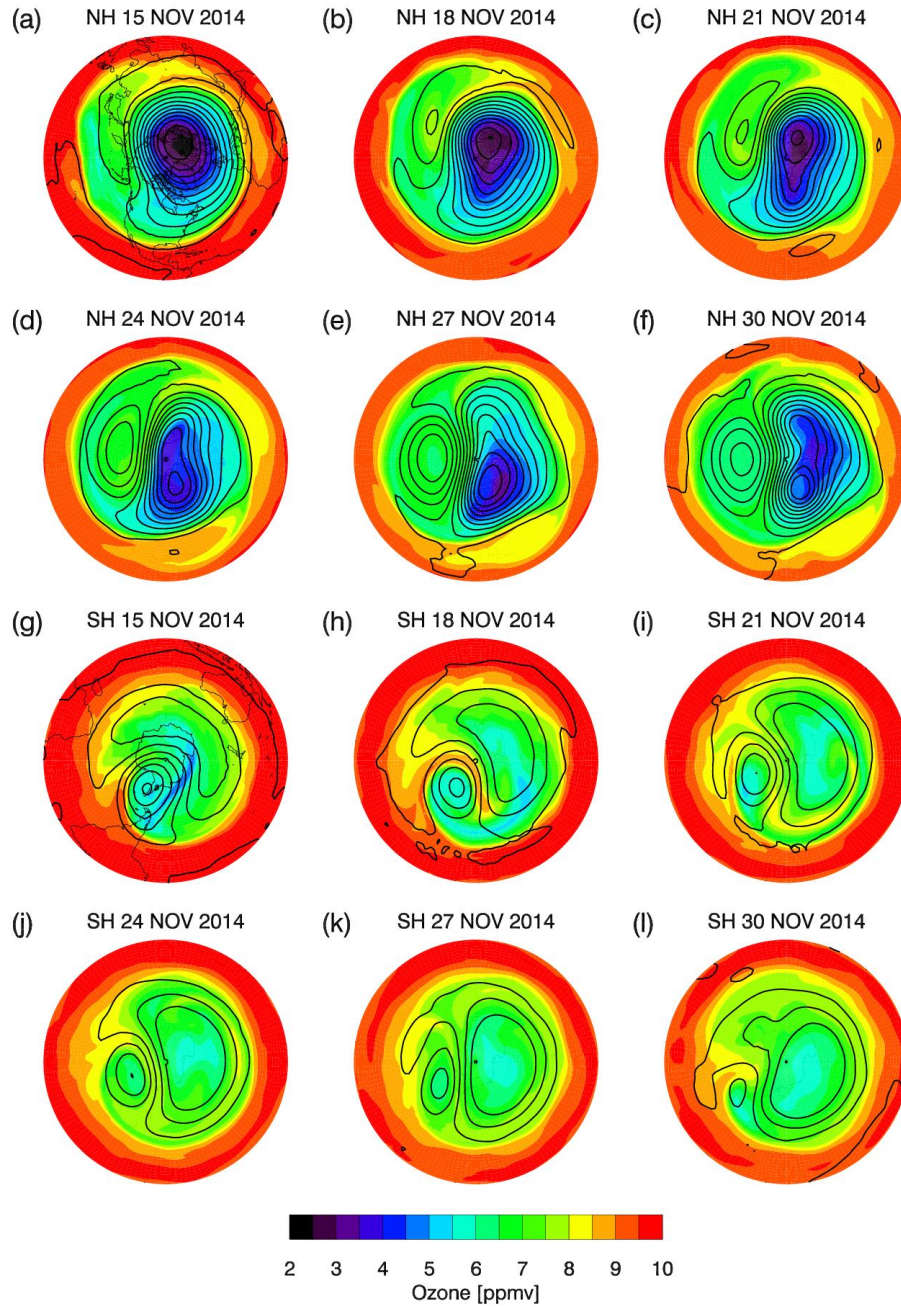 (a) NH 15 NOV 2014
(b) NH 18 NOV 2014
(c) NH 21 NOV 2014
(d) NH 24 NOV 2014
(e) NH 27 NOV 2014
(f) NH 30 NOV 2014
(g) SH 15 NOV 2014
(h) SH 18 NOV 2014
(i) SH 21 NOV 2014
(j) SH 24 NOV 2014
(k) SH 27 NOV 2014
(l) SH 30 NOV 2014
2 3 4 5 6 7 8 9 10
Ozone [ppmv]